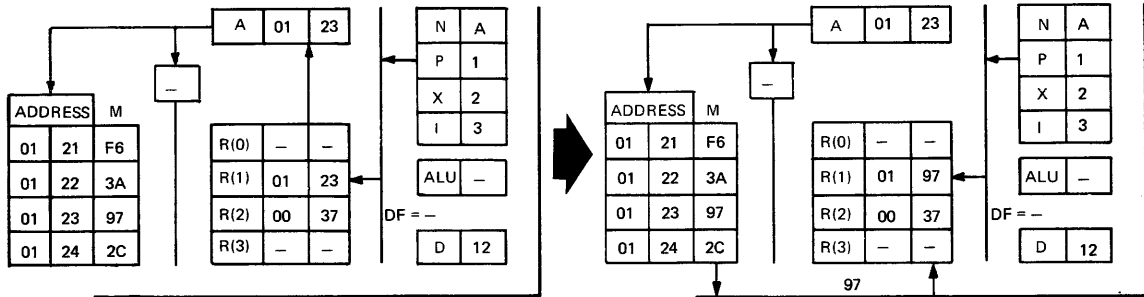 A 01 23
N A
P 1
X 2
I 3
—
ADDRESS M
01 21 F6
01 22 3A
01 23 97
01 24 2C
R(0) — —
R(1) 01 23
R(2) 00 37
R(3) — —
ALU —
DF = —
D 12
A 01 23
N A
P 1
X 2
I 3
—
ADDRESS M
01 21 F6
01 22 3A
01 23 97
01 24 2C
R(0) — —
R(1) 01 97
R(2) 00 37
R(3) — —
ALU —
DF = —
D 12
97